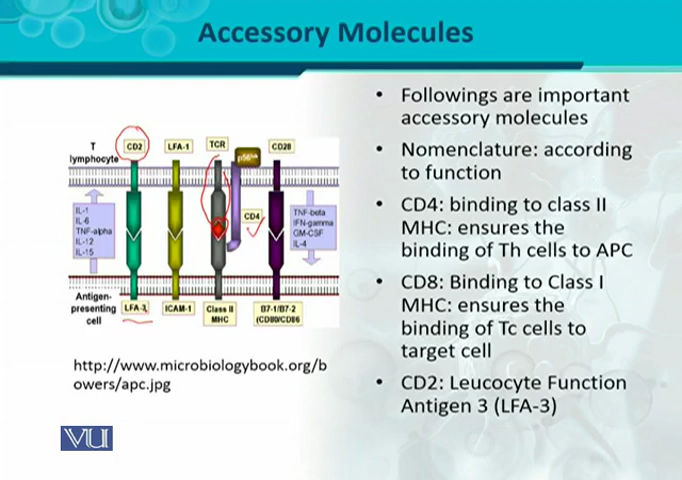 Accessory Molecules
T
lymphocyte
CD2
LFA-1
TCR
p56lck
CD28
IL-1
IL-6
TNF-alpha
IL-12
IL-15
CD4
TNF-beta
IFN-gamma
GM-CSF
IL-4
Antigen-
presenting
cell
LFA-3
ICAM-1
Class II
MHC
B7-1/B7-2
(CD80/CD86
http://www.microbiologybook.org/b
owers/apc.jpg
VU
• Followings are important
accessory molecules
• Nomenclature: according
to function
• CD4: binding to class II
MHC: ensures the
binding of Th cells to APC
• CD8: Binding to Class I
MHC: ensures the
binding of Tc cells to
target cell
• CD2: Leucocyte Function
Antigen 3 (LFA-3)